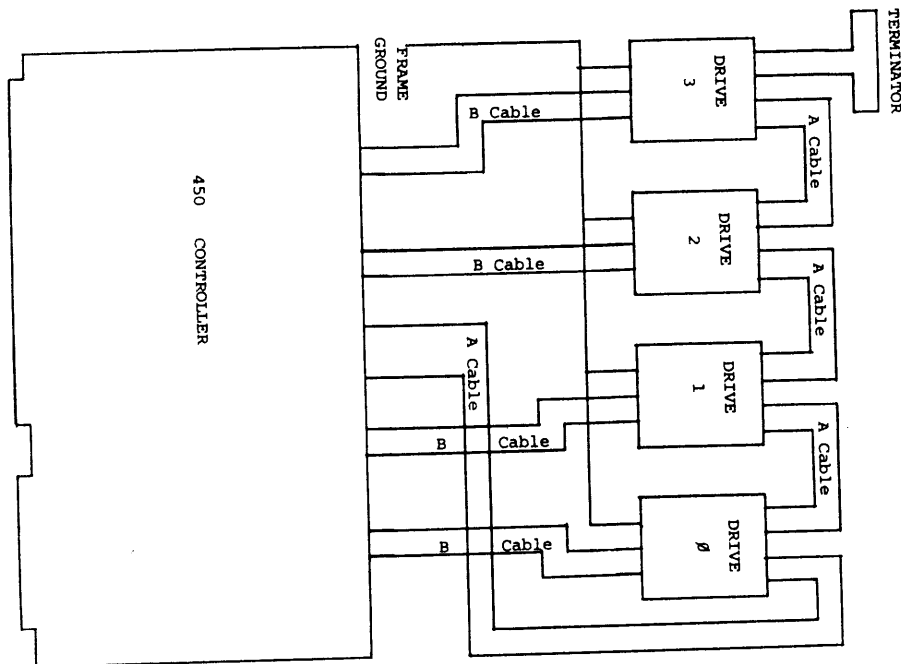 TERMINATOR
DRIVE
3
A Cable
DRIVE
2
A Cable
DRIVE
1
A Cable
DRIVE
Ø
FRAME
GROUND
B Cable
B Cable
A Cable
B Cable
B Cable
450 CONTROLLER